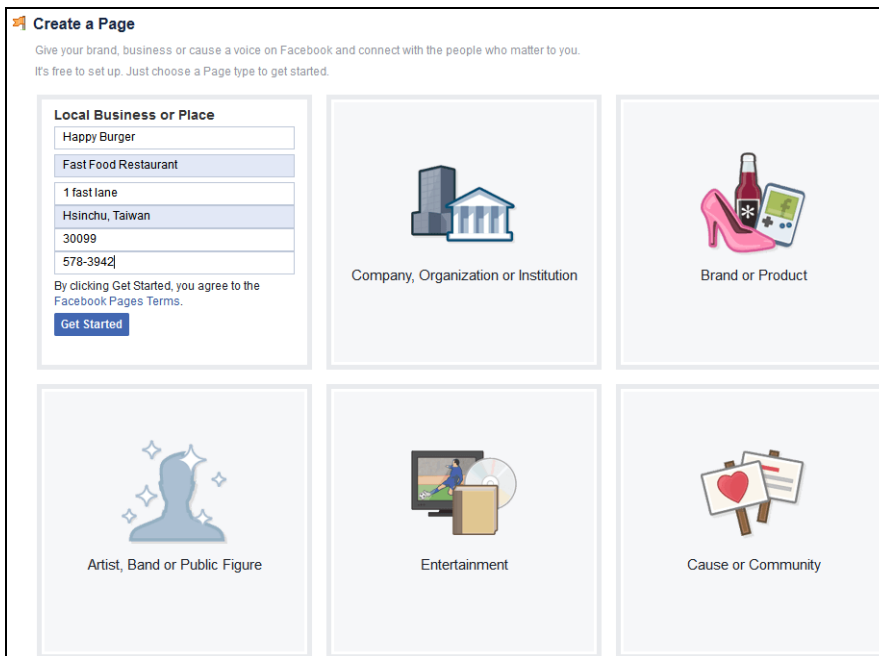 Create a Page
Give your brand, business or cause a voice on Facebook and connect with the people who matter to you.
It's free to set up. Just choose a Page type to get started.
Local Business or Place
Happy Burger
Fast Food Restaurant
1 fast lane
Hsinchu, Taiwan
30099
578-3942
By clicking Get Started, you agree to the
Facebook Pages Terms.
Get Started
Company, Organization or Institution
Brand or Product
Artist, Band or Public Figure
Entertainment
Cause or Community